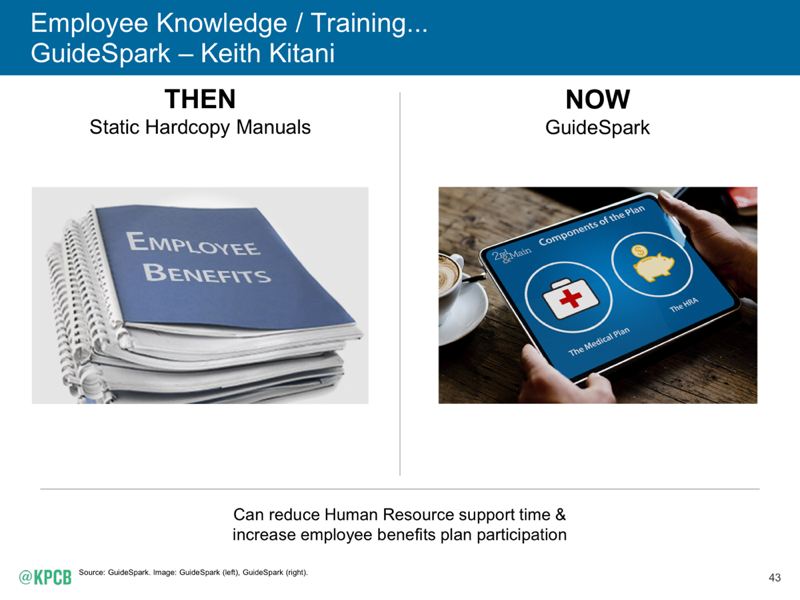 Employee Knowledge / Training...
GuideSpark – Keith Kitani
THEN
Static Hardcopy Manuals
NOW
GuideSpark
EMPLOYEE
BENEFITS
2nd
&Main
Components of the Plan
The Medical Plan
The HRA
Can reduce Human Resource support time &
increase employee benefits plan participation
@KPCB
Source: GuideSpark. Image: GuideSpark (left), GuideSpark (right).
43